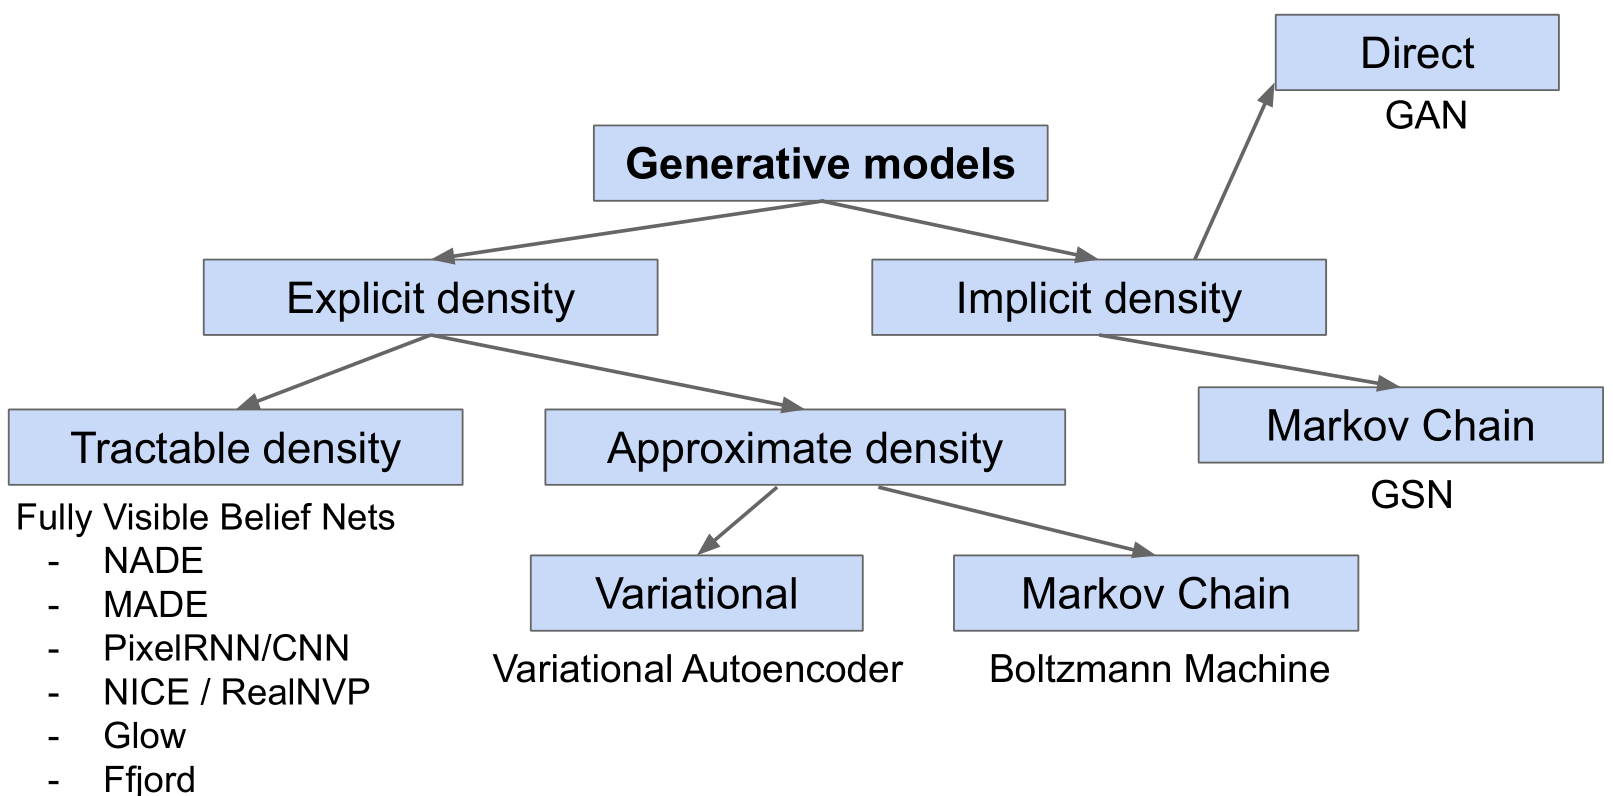 Direct
GAN
Generative models
Explicit density
Implicit density
Tractable density
Approximate density
Markov Chain
GSN
Fully Visible Belief Nets
- NADE
- MADE
- PixelRNN/CNN
- NICE / RealNVP
- Glow
- Ffjord
Variational
Variational Autoencoder
Markov Chain
Boltzmann Machine